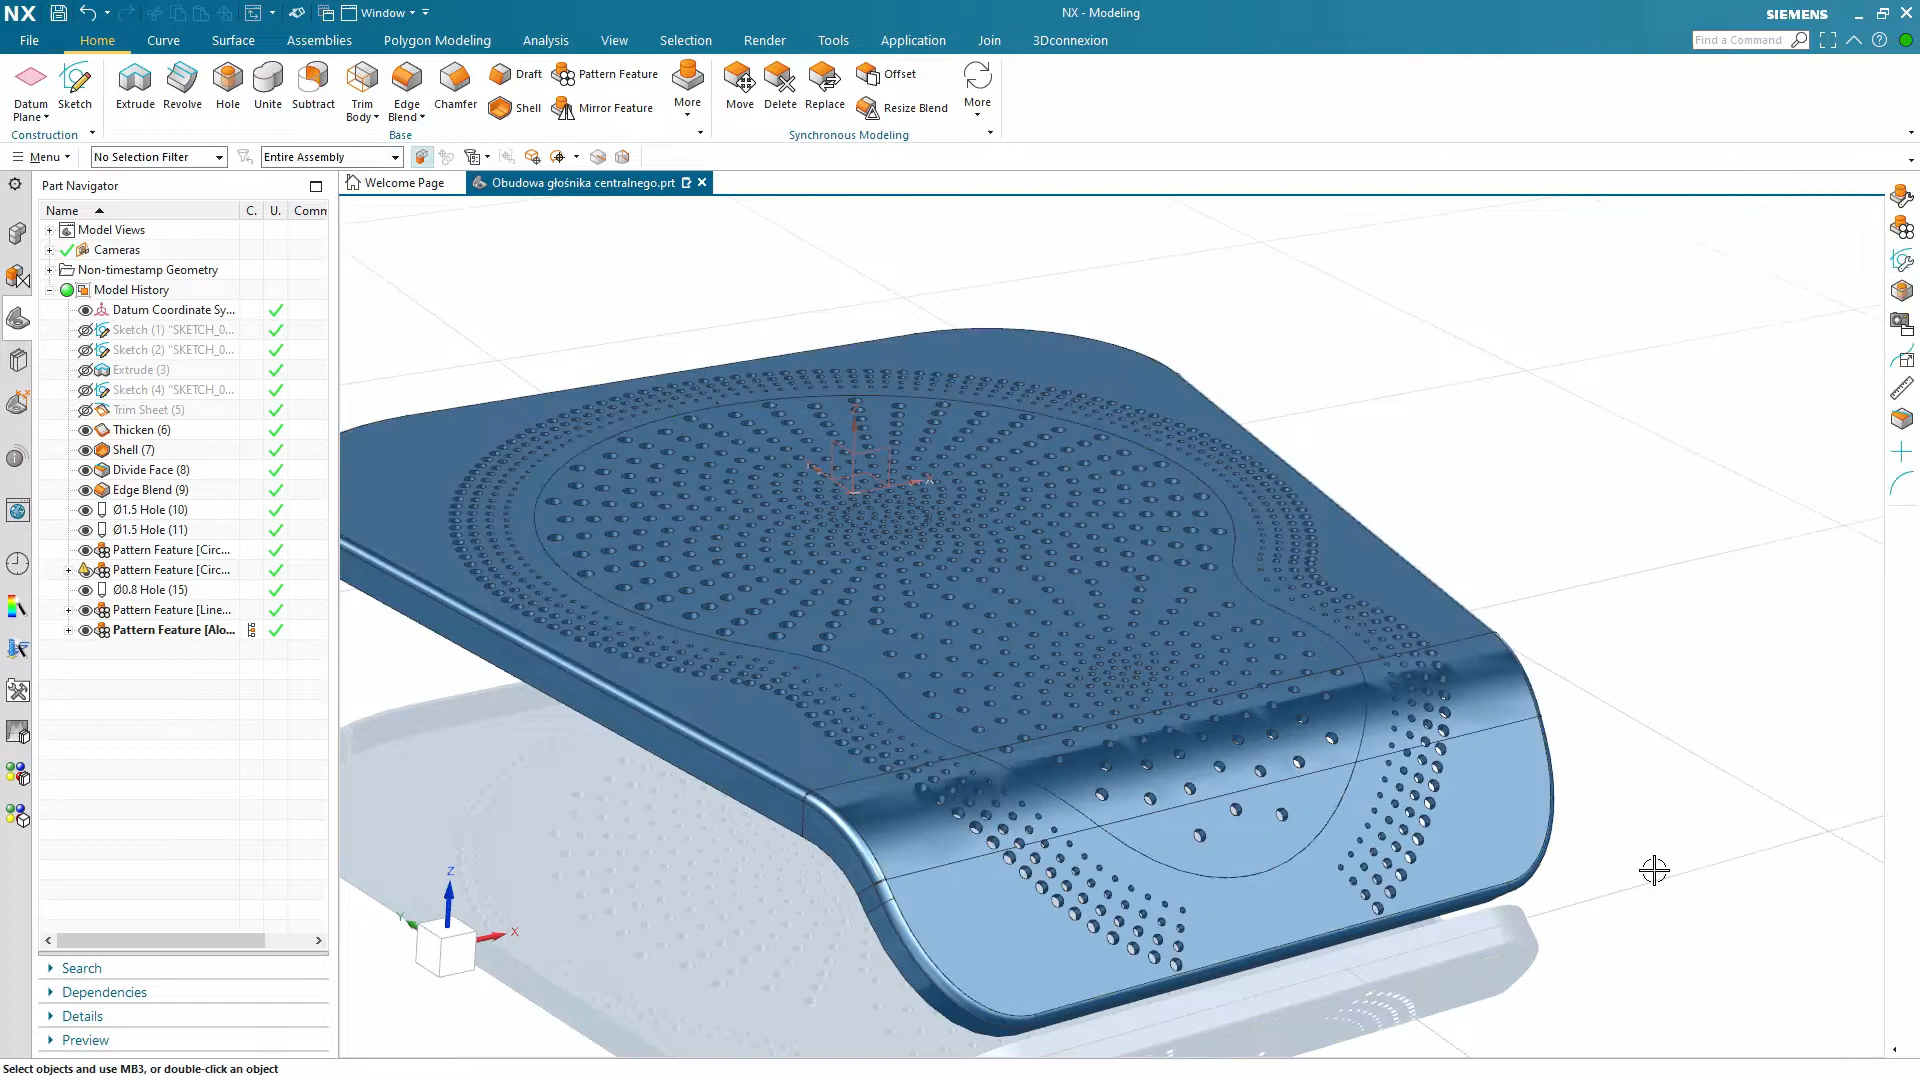 NX
Window
NX - Modeling
SIEMENS
File
Home
Curve
Surface
Assemblies
Polygon Modeling
Analysis
View
Selection
Render
Tools
Application
Join
3Dconnexion
Find a Command
Datum Plane
Sketch
Extrude
Revolve
Hole
Unite
Subtract
Trim Body
Edge Blend
Chamfer
Draft
Shell
Pattern Feature
Mirror Feature
More
Move
Delete
Replace
Offset
Resize Blend
More
Construction
Base
Synchronous Modeling
Menu
No Selection Filter
Entire Assembly
Part Navigator
Welcome Page
Obudowa głośnika centralnego.prt
Name
C.
U.
Comm
Model Views
Cameras
Non-timestamp Geometry
Model History
Datum Coordinate Sy...
Sketch (1) "SKETCH_0...
Sketch (2) "SKETCH_0...
Extrude (3)
Sketch (4) "SKETCH_0...
Trim Sheet (5)
Thicken (6)
Shell (7)
Divide Face (8)
Edge Blend (9)
Ø1.5 Hole (10)
Ø1.5 Hole (11)
Pattern Feature [Circ...
Pattern Feature [Circ...
Ø0.8 Hole (15)
Pattern Feature [Line...
Pattern Feature [Alo...
X
Z
Y
X
Search
Dependencies
Details
Preview
Select objects and use MB3, or double-click an object